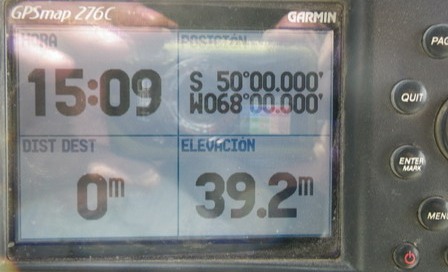 GPSmap 276C GARMIN
HORA POSICIÓN
15:09 S 50°00.000'
W068°00.000'
DIST DEST ELEVACIÓN
0m 39.2m
QUIT
ENTER
MARK